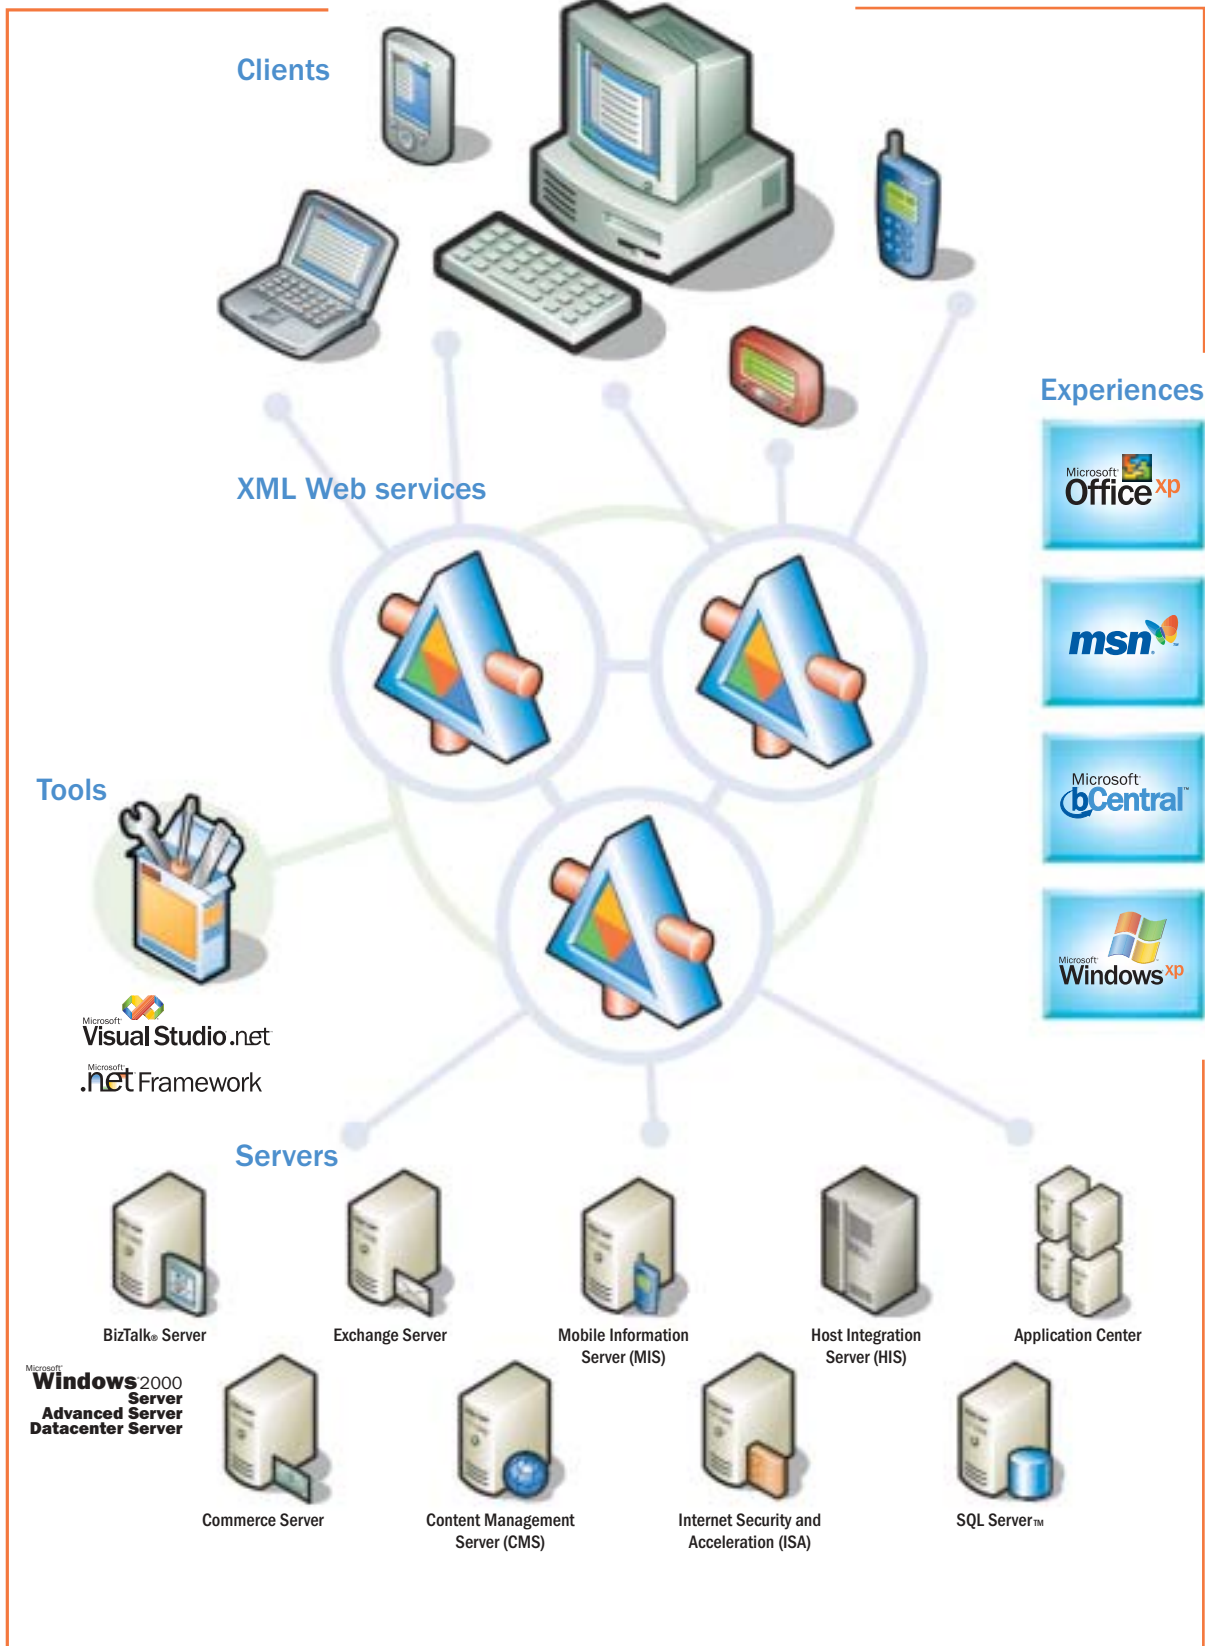 Clients
Experiences
Microsoft®
Office xp
XML Web services
msn®™
Tools
Microsoft®
bCentral™
Microsoft®
Windows xp
Microsoft®
Visual Studio.net
Microsoft®
.net Framework
Servers
BizTalk® Server
Exchange Server
Mobile Information
Server (MIS)
Host Integration
Server (HIS)
Application Center
Microsoft®
Windows 2000
Server
Advanced Server
Datacenter Server
Commerce Server
Content Management
Server (CMS)
Internet Security and
Acceleration (ISA)
SQL Server™